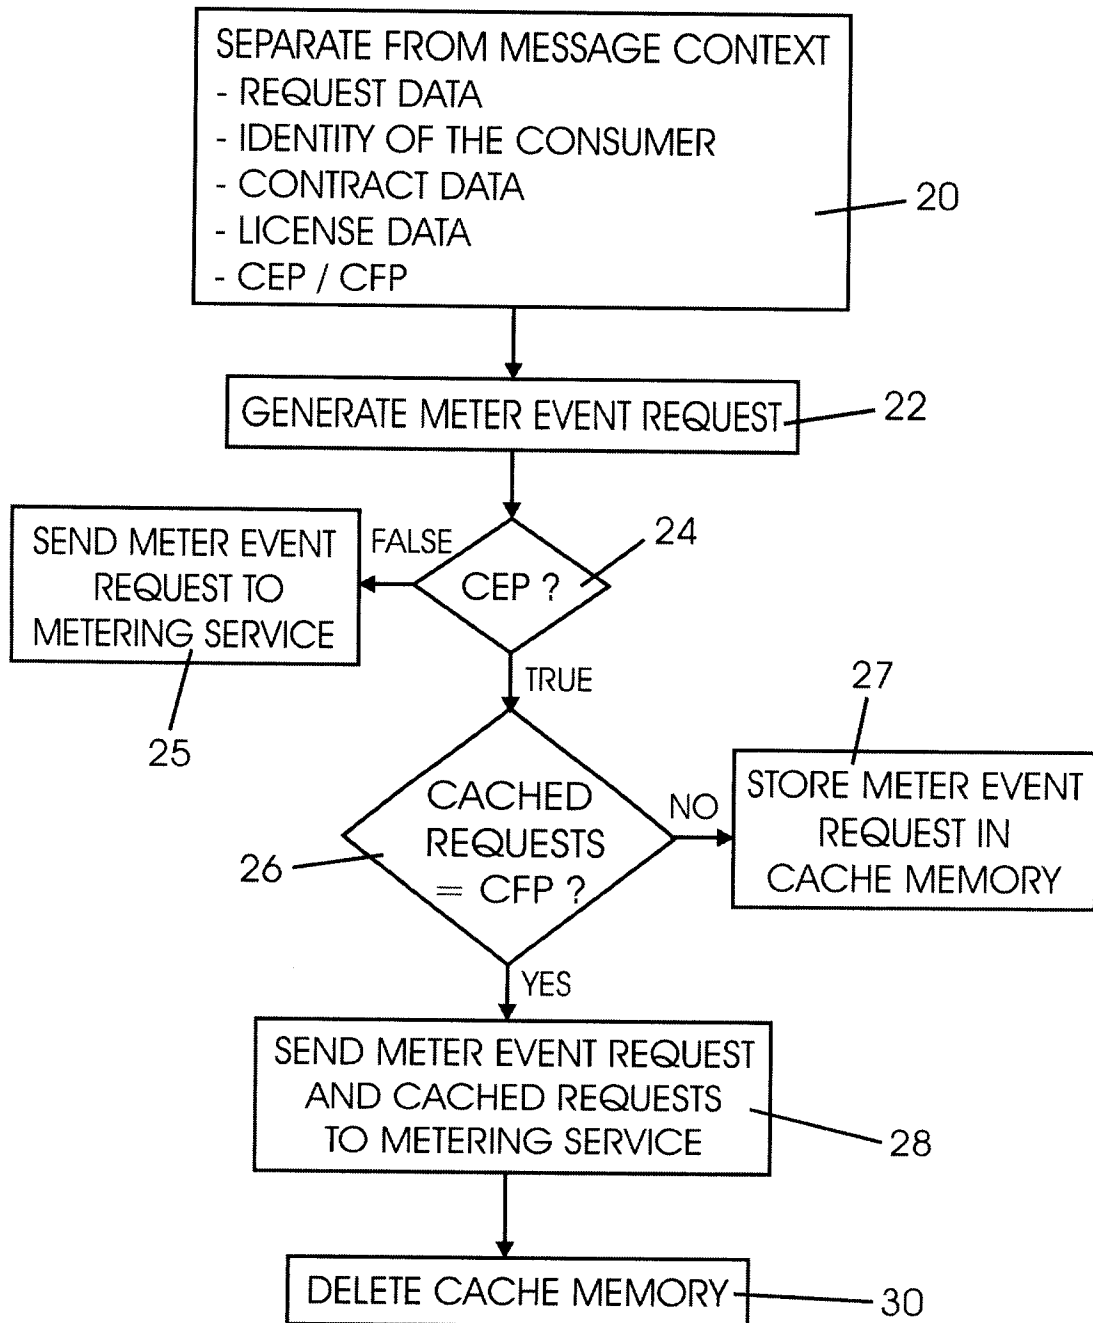 SEPARATE FROM MESSAGE CONTEXT
- REQUEST DATA
- IDENTITY OF THE CONSUMER
- CONTRACT DATA
- LICENSE DATA
- CEP / CFP
20
GENERATE METER EVENT REQUEST
22
SEND METER EVENT
REQUEST TO
METERING SERVICE
25
FALSE
CEP ?
24
TRUE
CACHED
REQUESTS
= CFP ?
26
NO
27
STORE METER EVENT
REQUEST IN
CACHE MEMORY
YES
SEND METER EVENT REQUEST
AND CACHED REQUESTS
TO METERING SERVICE
28
DELETE CACHE MEMORY
30